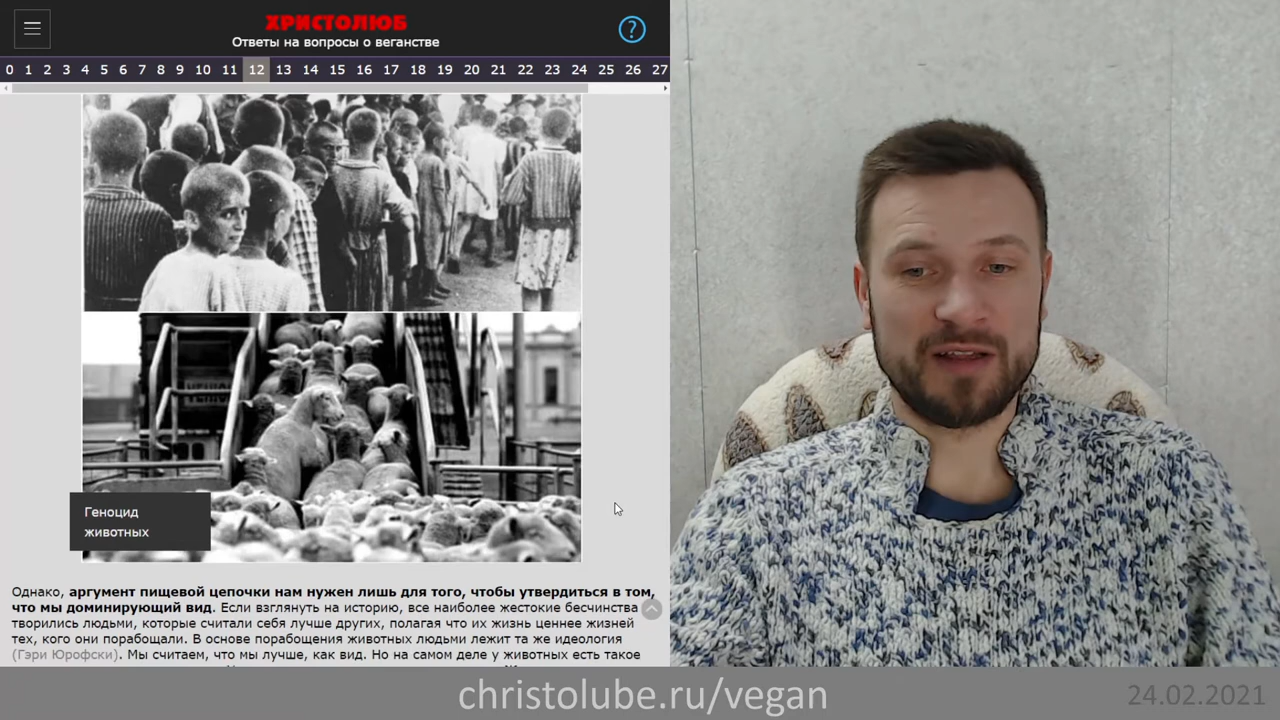 ХРИСТОЛЮБ
Ответы на вопросы о веганстве
?
0 1 2 3 4 5 6 7 8 9 10 11 12 13 14 15 16 17 18 19 20 21 22 23 24 25 26 27
Геноцид
животных
Однако, аргумент пищевой цепочки нам нужен лишь для того, чтобы утвердиться в том,
что мы доминирующий вид. Если взглянуть на историю, все наиболее жестокие бесчинства
творились людьми, которые считали себя лучше других, полагая что их жизнь ценнее жизней
тех, кого они порабощали. В основе порабощения животных людьми лежит та же идеология
(Гэри Юрофски). Мы считаем, что мы лучше, как вид. Но на самом деле у животных есть такое
christolube.ru/vegan
24.02.2021